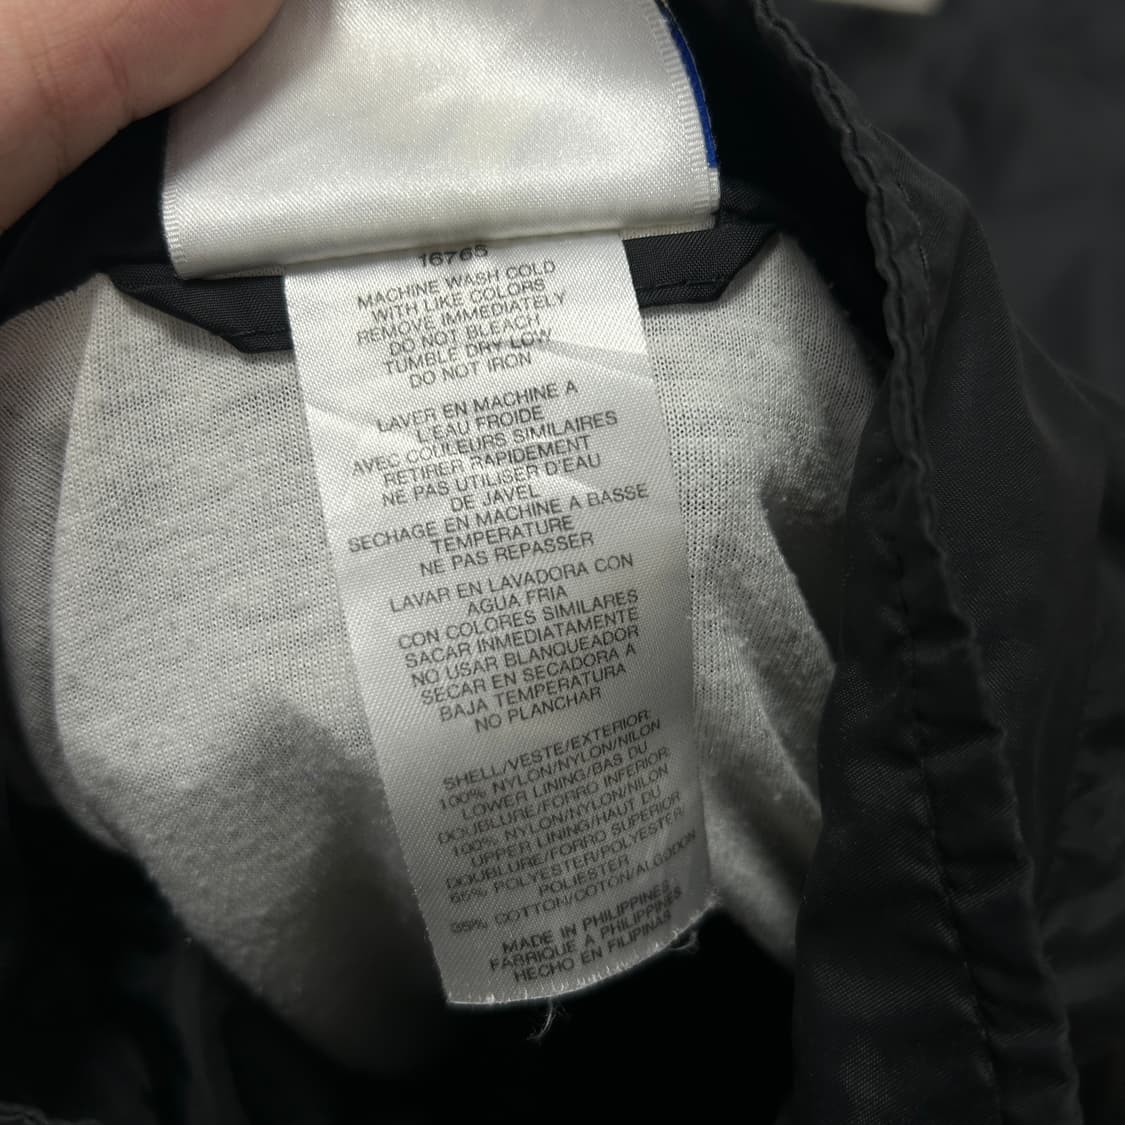 16765
MACHINE WASH COLD
WITH LIKE COLORS
REMOVE IMMEDIATELY
DO NOT BLEACH
TUMBLE DRY LOW
DO NOT IRON
LAVER EN MACHINE A
L'EAU FROIDE
AVEC COULEURS SIMILAIRES
RETIRER RAPIDEMENT
NE PAS UTILISER D'EAU
DE JAVEL
SECHAGE EN MACHINE A BASSE
TEMPERATURE
NE PAS REPASSER
LAVAR EN LAVADORA CON
AGUA FRIA
CON COLORES SIMILARES
SACAR INMEDIATAMENTE
NO USAR BLANQUEADOR
SECAR EN SECADORA A
BAJA TEMPERATURA
NO PLANCHAR
SHELL/VESTE/EXTERIOR:
100% NYLON/NYLON/NILON
LOWER LINING/BAS DU
DOUBLURE/FORRO INFERIOR:
100% NYLON/NYLON/NILON
UPPER LINING/HAUT DU
DOUBLURE/FORRO SUPERIOR
65% POLYESTER/POLYESTER/
POLIESTER
35% COTTON/COTON/ALGODON
MADE IN PHILIPPINES
FABRIQUE A PHILIPPINES
HECHO EN FILIPINAS